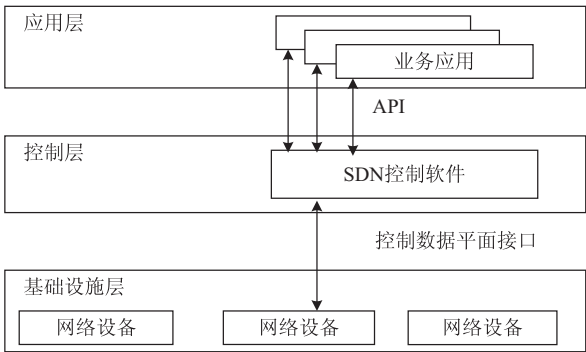 应用层
业务应用
API
控制层
SDN控制软件
控制数据平面接口
基础设施层
网络设备
网络设备
网络设备